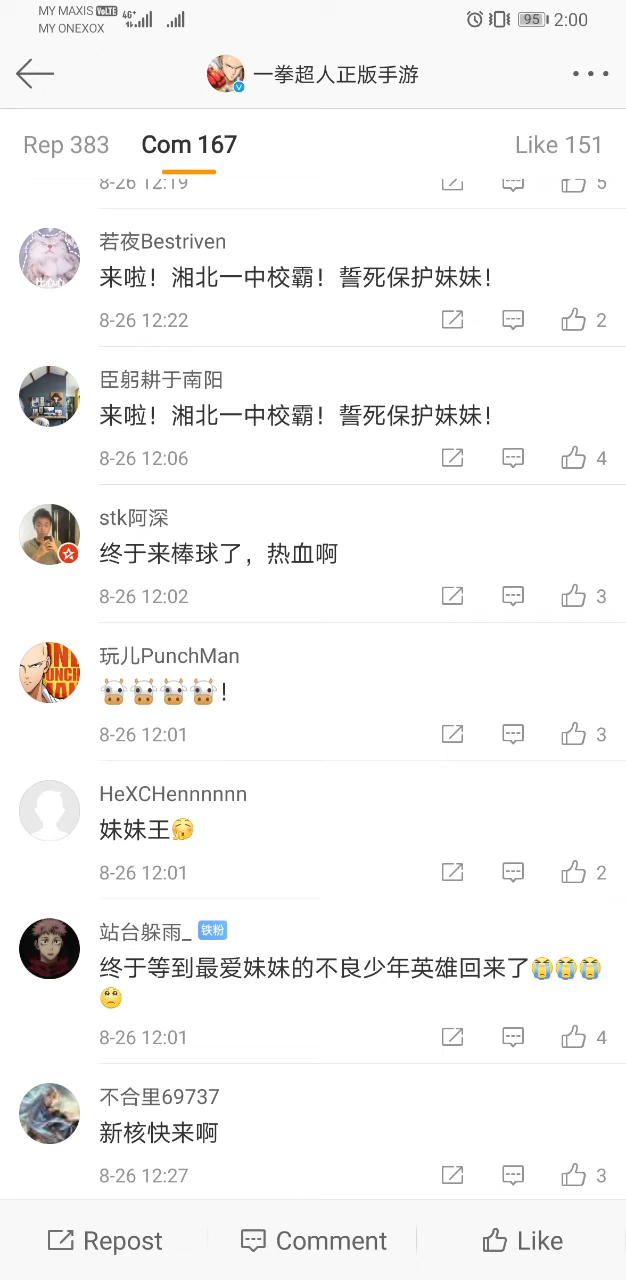 MY MAXIS VoLTE 4G+
MY ONEXOX
95 2:00
一拳超人正版手游
Rep 383 Com 167 Like 151
8-26 12:19 5
若夜Bestriven
来啦！湘北一中校霸！誓死保护妹妹！
8-26 12:22 2
臣躬耕于南阳
来啦！湘北一中校霸！誓死保护妹妹！
8-26 12:06 4
stk阿深
终于来棒球了，热血啊
8-26 12:02 3
玩儿PunchMan
🐮🐮🐮🐮！
8-26 12:01 3
HeXCHennnnnn
妹妹王
8-26 12:01 2
站台躲雨_ 铁粉
终于等到最爱妹妹的不良少年英雄回来了😭😭😭
🥺
8-26 12:01 4
不合里69737
新核快来啊
8-26 12:27 3
Repost Comment Like